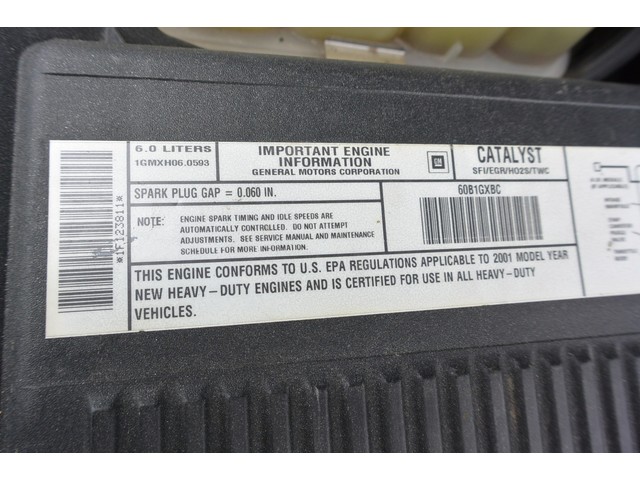 *1F123811*
6.0 LITERS
1GMXH06.0593
IMPORTANT ENGINE
INFORMATION
GENERAL MOTORS CORPORATION
GM
CATALYST
SFI/EGR/HO2S/TWC
SPARK PLUG GAP = 0.060 IN.
60B1GXBC
NOTE: ENGINE SPARK TIMING AND IDLE SPEEDS ARE
AUTOMATICALLY CONTROLLED. DO NOT ATTEMPT
ADJUSTMENTS. SEE SERVICE MANUAL AND MAINTENANCE
SCHEDULE FOR MORE INFORMATION.
THIS ENGINE CONFORMS TO U.S. EPA REGULATIONS APPLICABLE TO 2001 MODEL YEAR
NEW HEAVY-DUTY ENGINES AND IS CERTIFIED FOR USE IN ALL HEAVY-DUTY
VEHICLES.